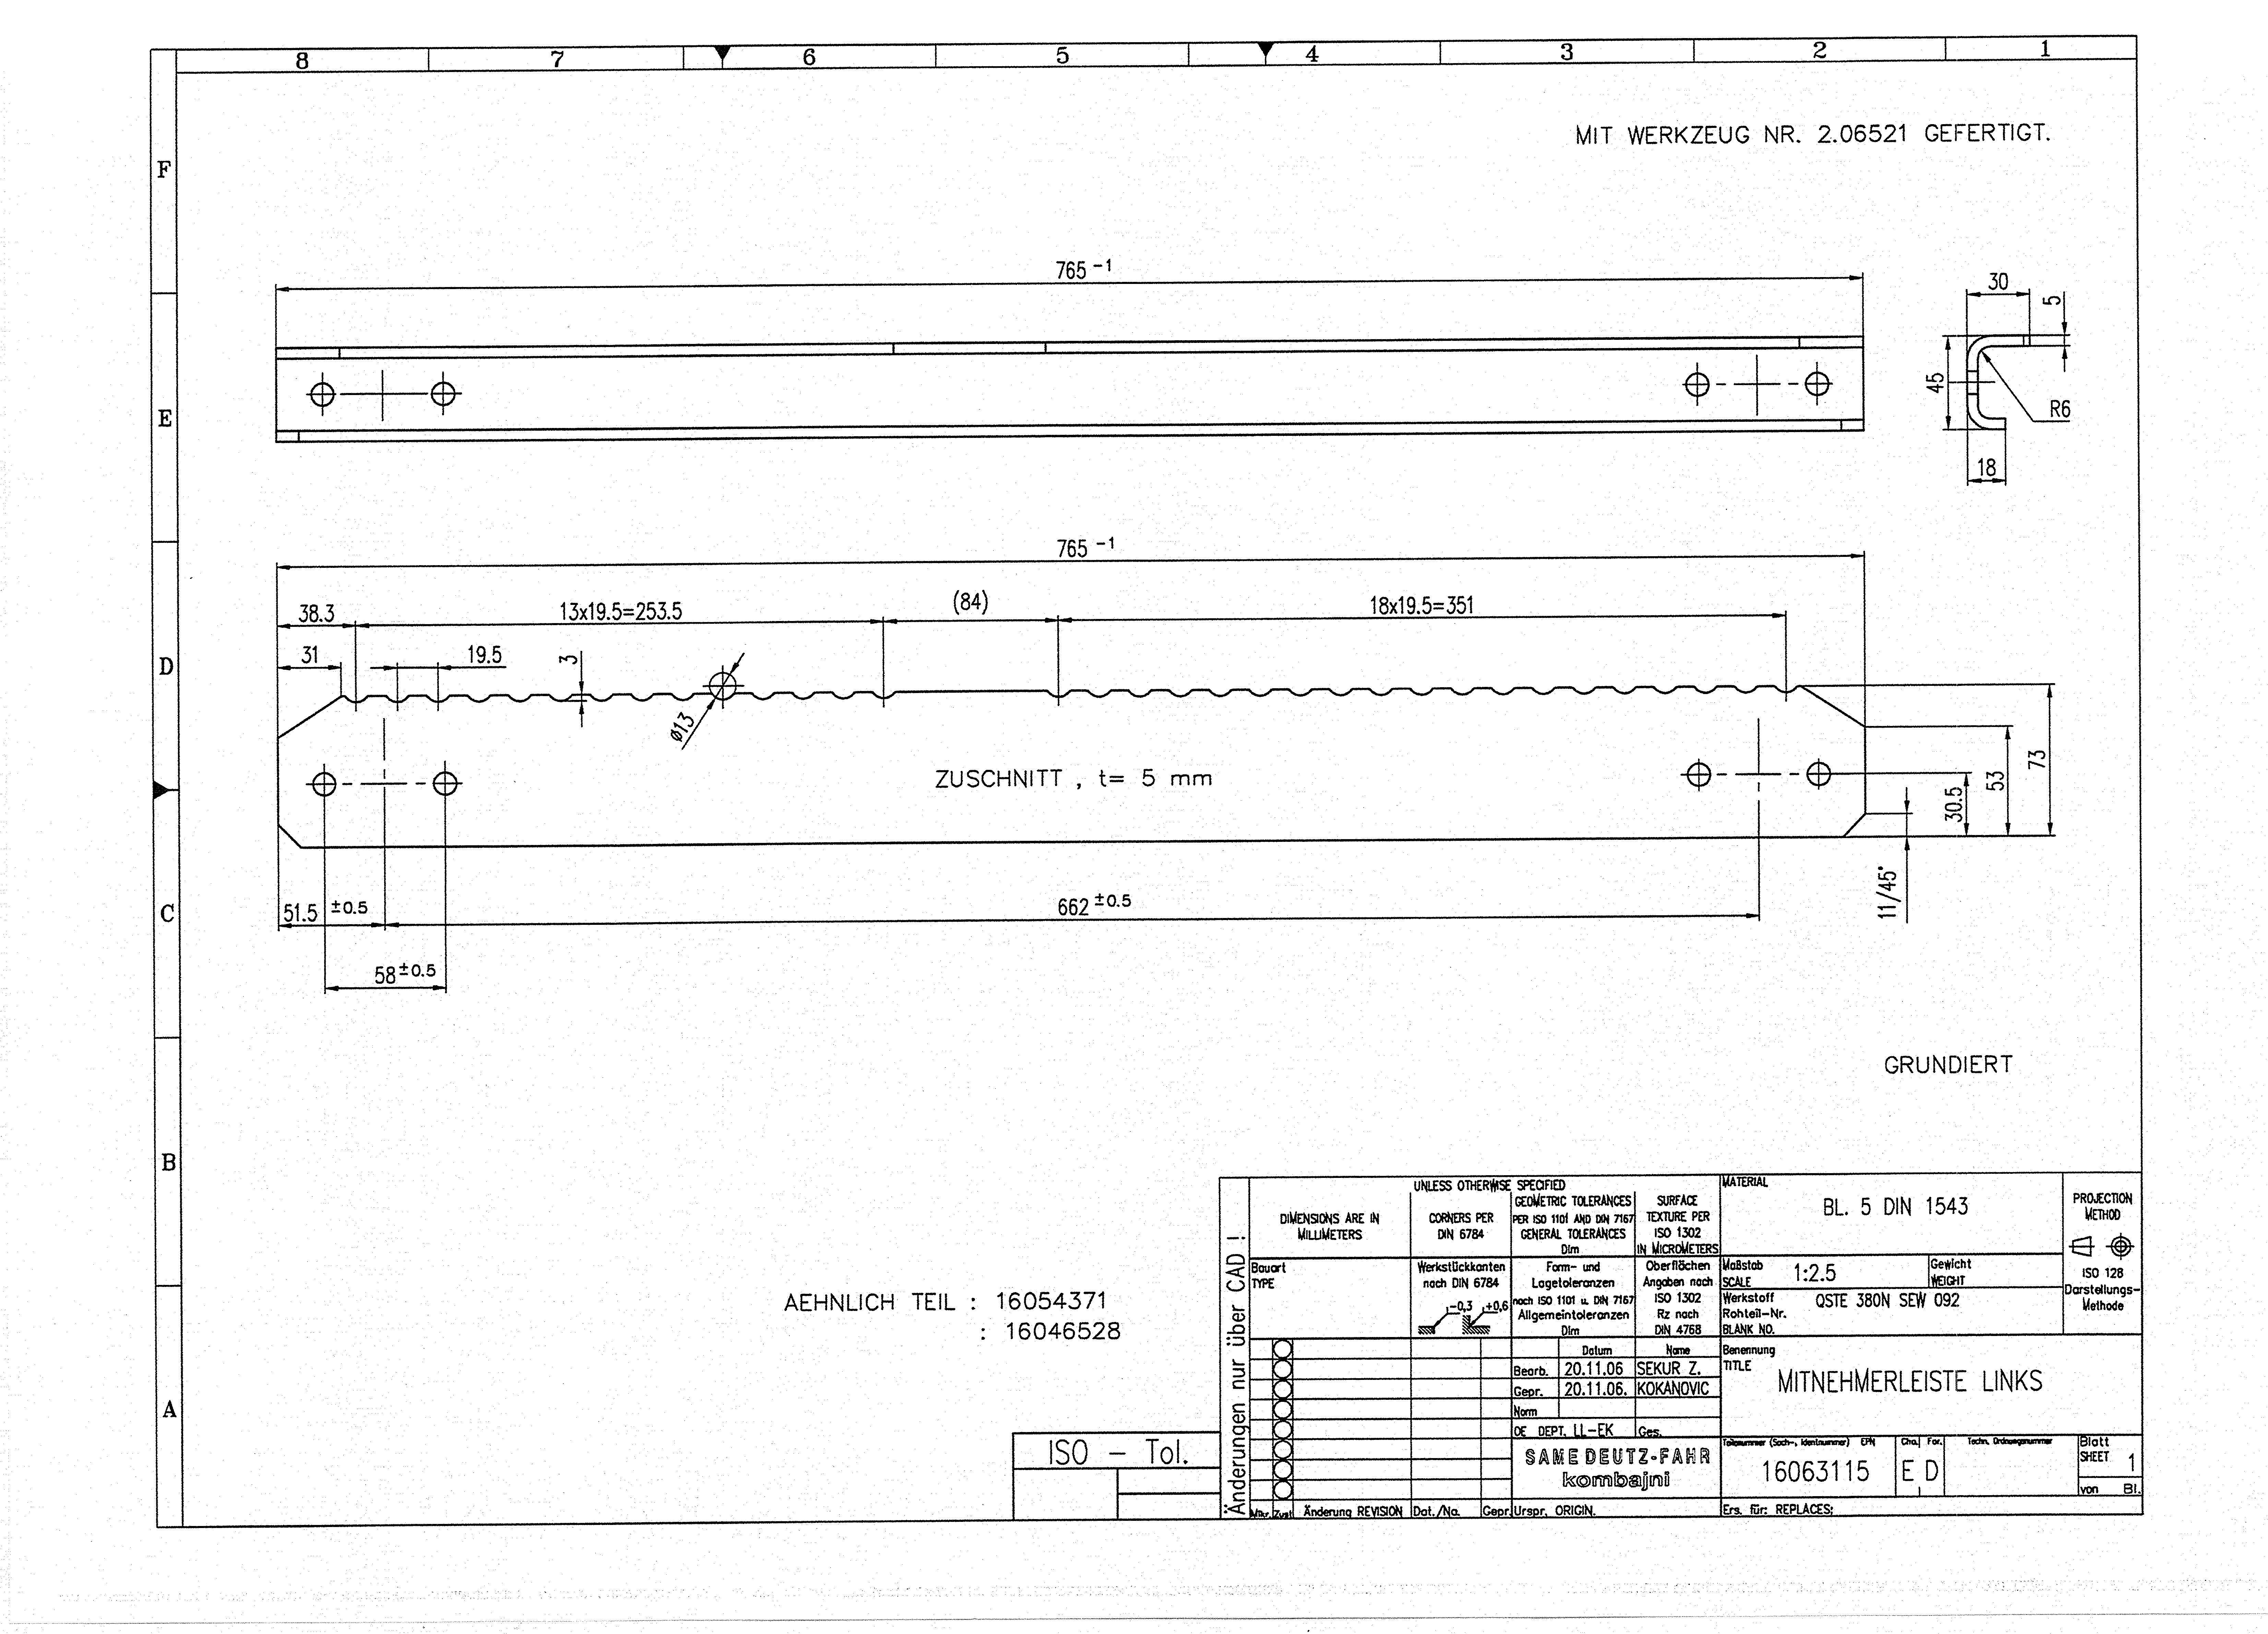 8 7 6 5 4 3 2 1
F
E
D
C
B
A
MIT WERKZEUG NR. 2.06521 GEFERTIGT.
765 -1
30
5
45
R6
18
765 -1
38.3
13x19.5=253.5
(84)
18x19.5=351
31
19.5
3
ø13
ZUSCHNITT , t= 5 mm
30.5
53
73
11/45°
51.5 ±0.5
662 ±0.5
58 ±0.5
GRUNDIERT
AEHNLICH TEIL : 16054371
: 16046528
ISO – Tol.
Änderungen nur über CAD !
UNLESS OTHERWISE SPECIFIED
DIMENSIONS ARE IN
MILLIMETERS
CORNERS PER
DIN 6784
GEOMETRIC TOLERANCES
PER ISO 1101 AND DIN 7167
GENERAL TOLERANCES
Dim
SURFACE
TEXTURE PER
ISO 1302
IN MICROMETERS
MATERIAL
BL. 5 DIN 1543
PROJECTION
METHOD
ISO 128
Darstellungs-
Methode
Bauart
TYPE
Werkstückkanten
nach DIN 6784
-0,3 +0,6
Form- und
Lagetoleranzen
nach ISO 1101 u. DIN 7167
Allgemeintoleranzen
Dim
Oberflächen
Angaben nach
ISO 1302
Rz nach
DIN 4768
Maßstab
SCALE
1:2.5
Gewicht
WEIGHT
Werkstoff
Rohteil-Nr.
BLANK NO.
QSTE 380N SEW 092
Datum Name
Bearb. 20.11.06 SEKUR Z.
Gepr. 20.11.06. KOKANOVIC
Norm
OE DEPT. LL-EK Ges.
Benennung
TITLE
MITNEHMERLEISTE LINKS
SAME DEUTZ-FAHR
kombajni
Teilenummer (Sach-, Identnummer) EPN
16063115
Cha. For.
E D
Techn. Ordnungsnummer
Blatt
SHEET 1
von Bl.
Zust Änderung REVISION Dat./Na. Gepr. Urspr. ORIGIN.
Ers. für: REPLACES: